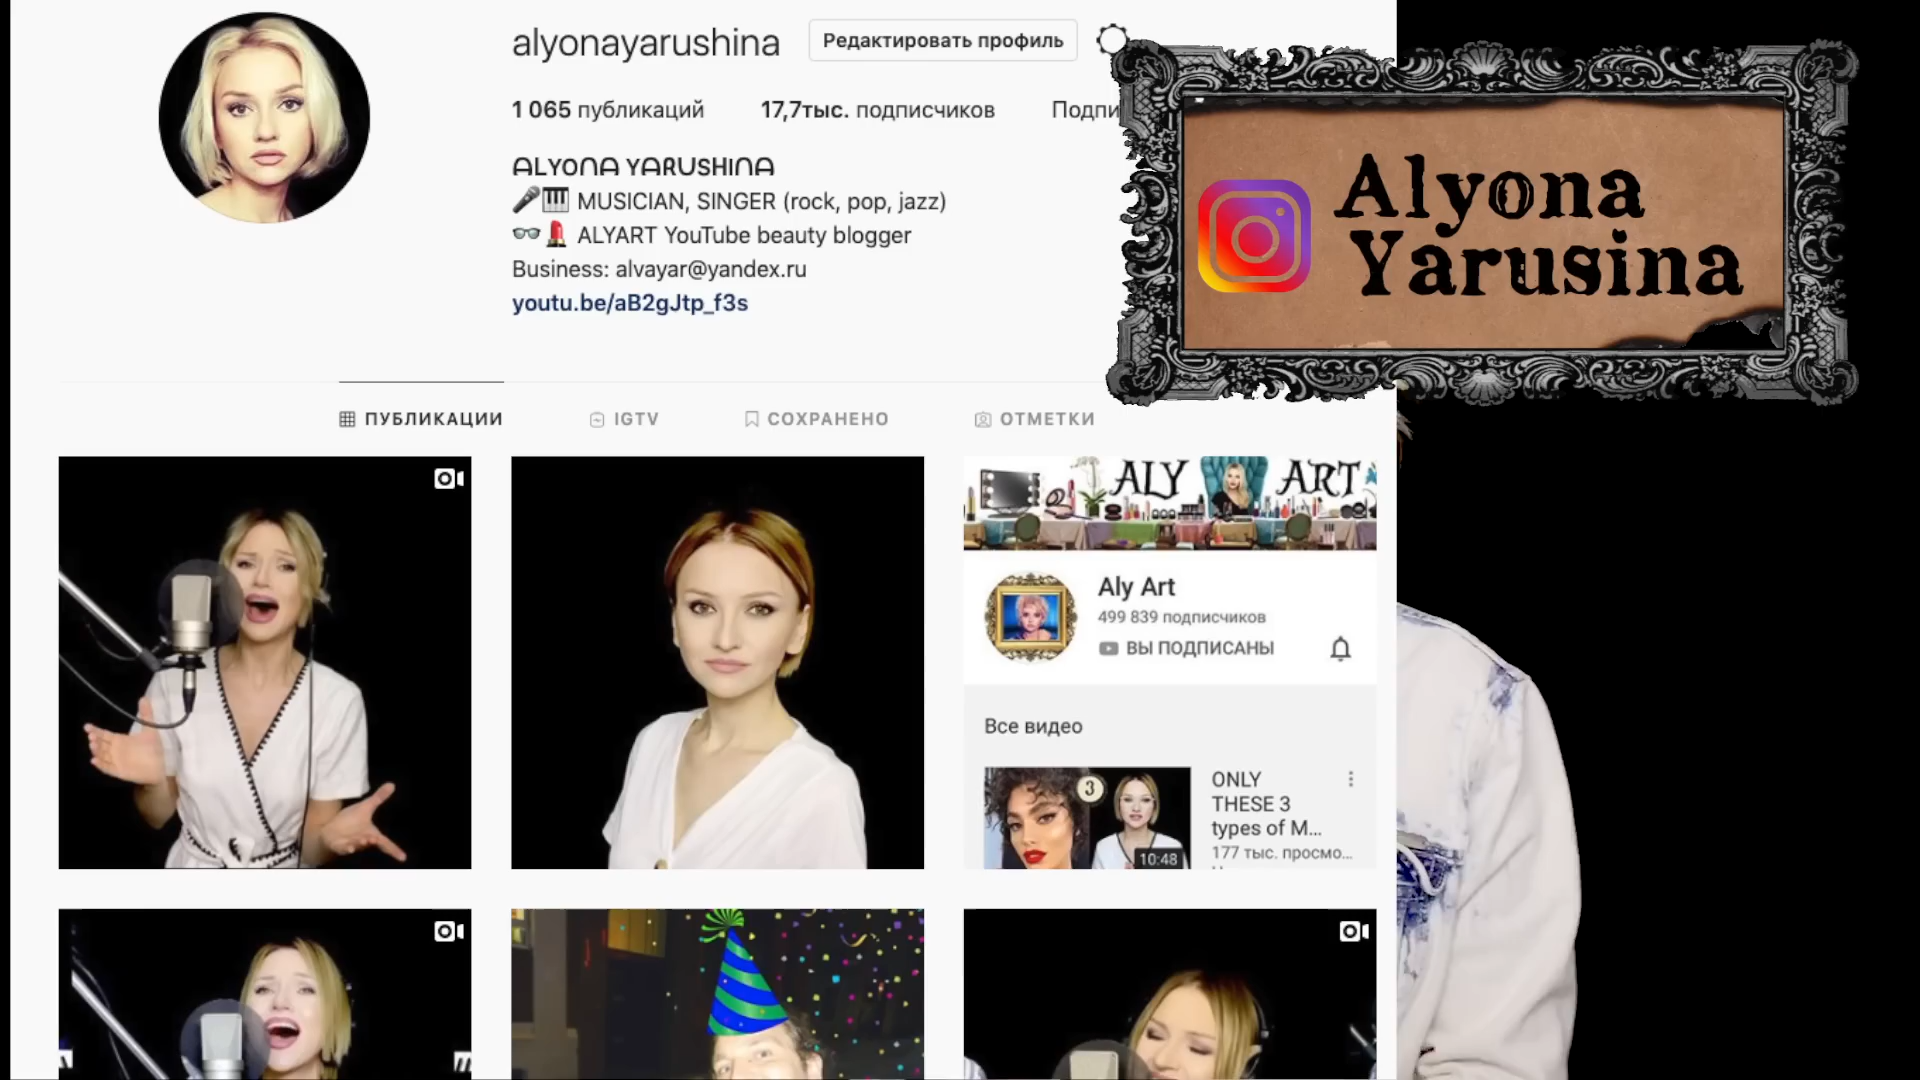 alyonayarushina
Редактировать профиль
1 065 публикаций
17,7тыс. подписчиков
Подпи
ALYONA YARUSHINA
MUSICIAN, SINGER (rock, pop, jazz)
ALYART YouTube beauty blogger
Business: alvayar@yandex.ru
youtu.be/aB2gJtp_f3s
Alyona
Yarusina
ПУБЛИКАЦИИ
IGTV
СОХРАНЕНО
ОТМЕТКИ
ALY ART
Aly Art
499 839 подписчиков
ВЫ ПОДПИСАНЫ
Все видео
3
10:48
ONLY
THESE 3
types of M...
177 тыс. просмо...